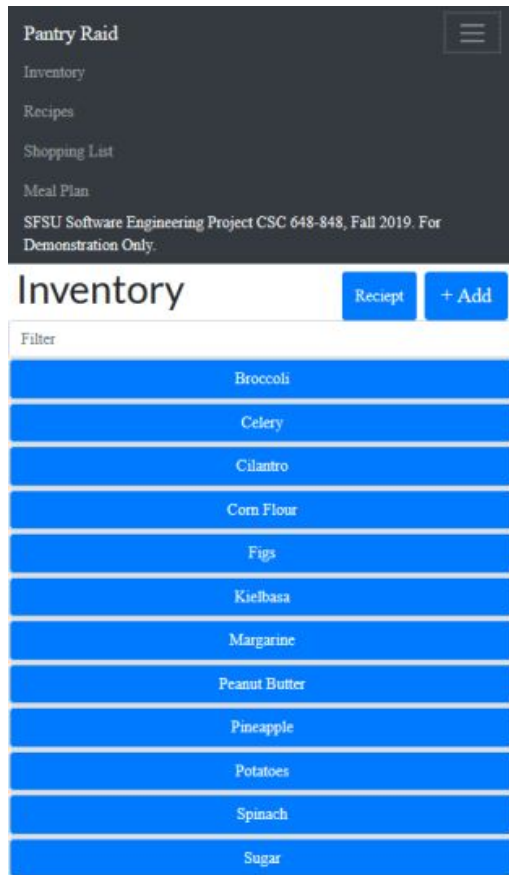 Pantry Raid
Inventory
Recipes
Shopping List
Meal Plan
SFSU Software Engineering Project CSC 648-848, Fall 2019. For
Demonstration Only.
Inventory
Reciept
+ Add
Filter
Broccoli
Celery
Cilantro
Corn Flour
Figs
Kielbasa
Margarine
Peanut Butter
Pineapple
Potatoes
Spinach
Sugar